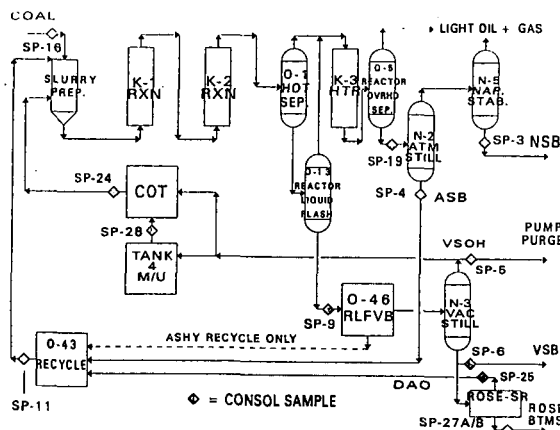 COAL
SP-16
SLURRY
PREP.
K-1
RXN
K-2
RXN
O-1
HOT
SEP.
K-3
HTR
O-5
REACTOR
OVRHD
SEP.
LIGHT OIL + GAS
N-5
NAP.
STAB.
SP-3
NSB
N-2
ATM
STILL
SP-19
SP-4
ASB
O-13
REACTOR
LIQUID
FLASH
SP-24
COT
SP-28
TANK
4
M/U
VSOH
PUMP
PURGE
SP-5
SP-9
O-46
RLFVB
N-3
VAC
STILL
ASHY RECYCLE ONLY
O-43
RECYCLE
SP-6
VSB
SP-25
DAO
ROSE-SR
SP-11
= CONSOL SAMPLE
SP-27A/B
ROSE
BTMS